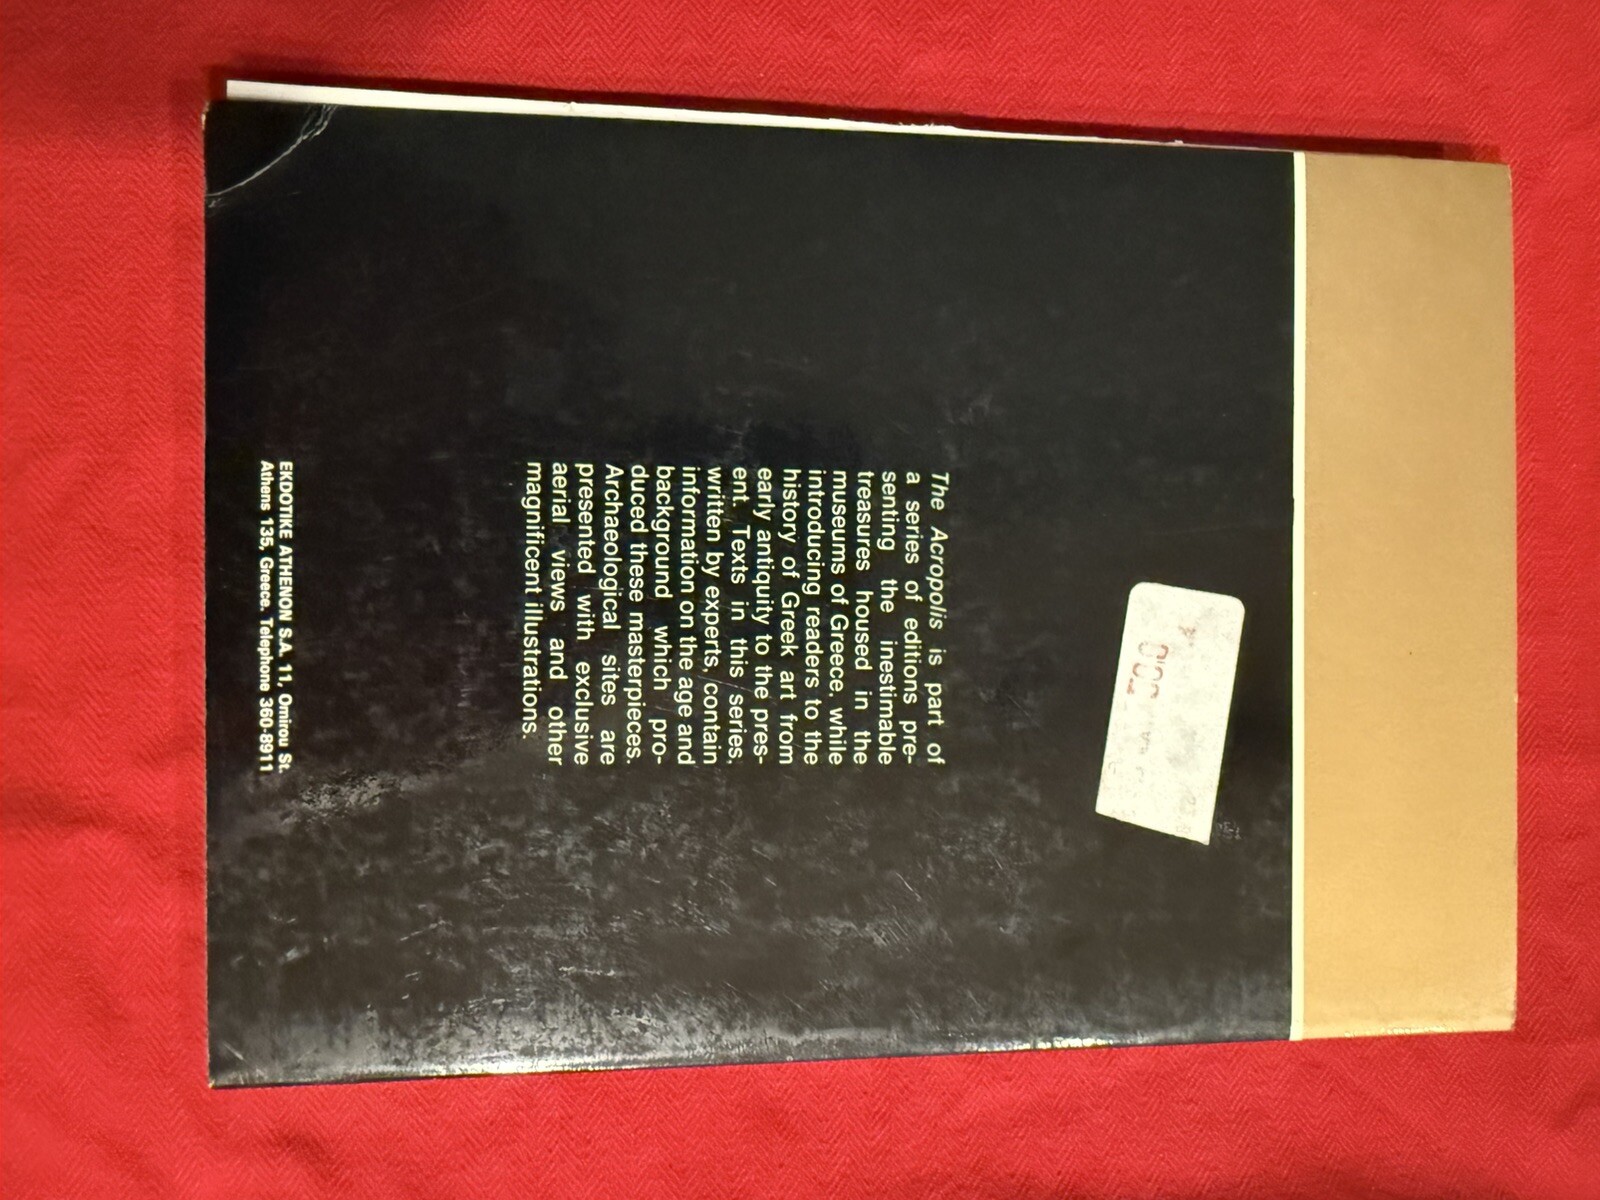 The Acropolis is part of
a series of editions pre-
senting the inestimable
treasures housed in the
museums of Greece, while
introducing readers to the
history of Greek art from
early antiquity to the pres-
ent. Texts in this series,
written by experts, contain
information on the age and
background which pro-
duced these masterpieces.
Archaeological sites are
presented with exclusive
aerial views and other
magnificent illustrations.
EKDOTIKE ATHENON S.A. 11, Omirou St.
Athens 135, Greece. Telephone 360-8911